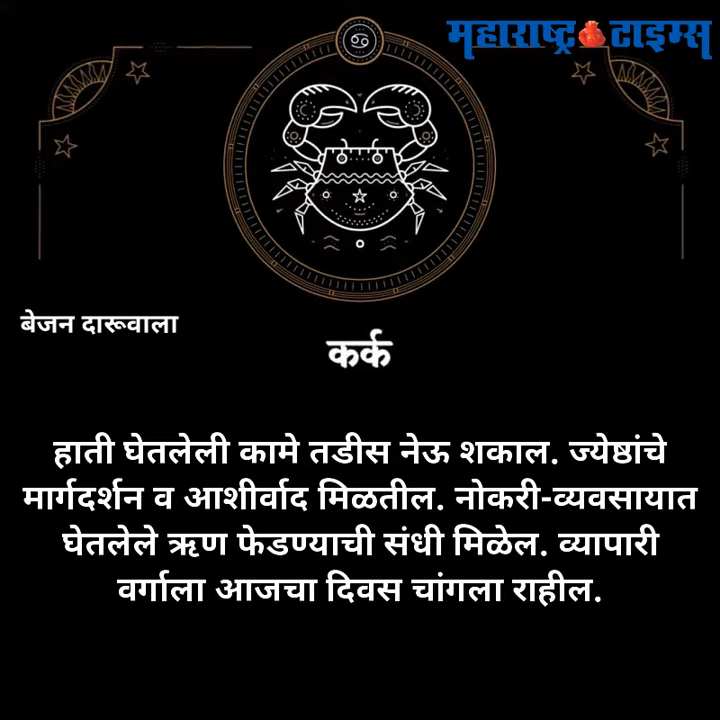 महाराष्ट्र टाइम्स
बेजन दारूवाला
कर्क
हाती घेतलेली कामे तडीस नेऊ शकाल. ज्येष्ठांचे
मार्गदर्शन व आशीर्वाद मिळतील. नोकरी-व्यवसायात
घेतलेले ऋण फेडण्याची संधी मिळेल. व्यापारी
वर्गाला आजचा दिवस चांगला राहील.